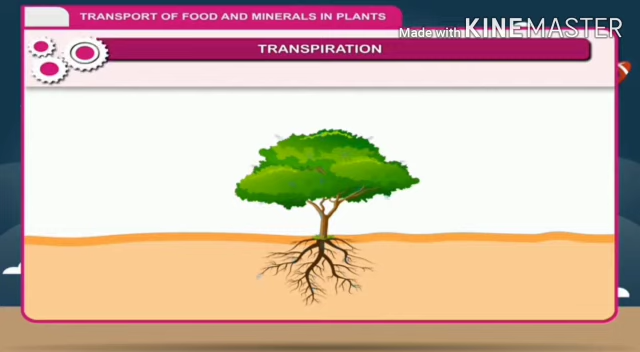 TRANSPORT OF FOOD AND MINERALS IN PLANTS
Made with KINEMASTER
TRANSPIRATION